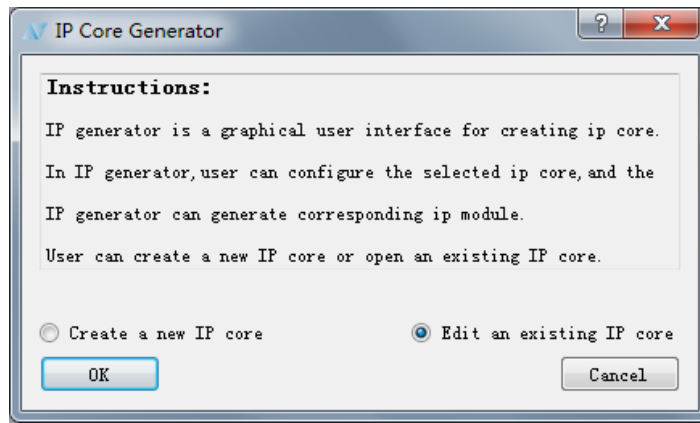 IP Core Generator
Instructions:
IP generator is a graphical user interface for creating ip core.
In IP generator, user can configure the selected ip core, and the
IP generator can generate corresponding ip module.
User can create a new IP core or open an existing IP core.
Create a new IP core Edit an existing IP core
OK Cancel